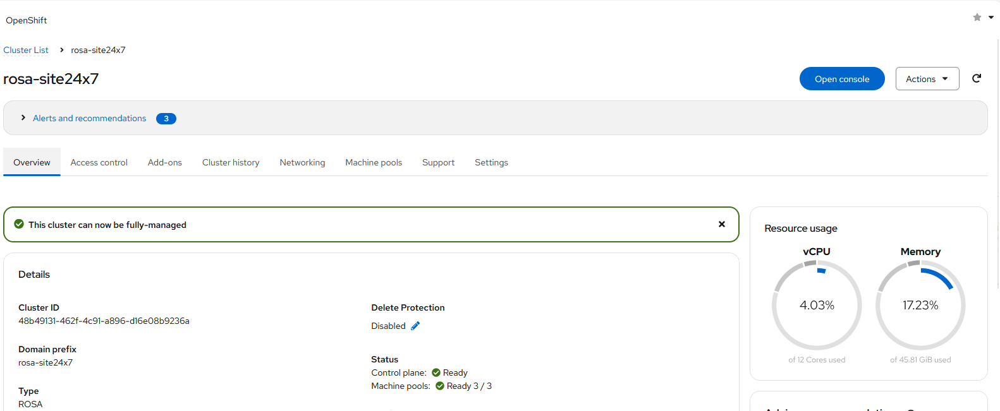 OpenShift
Cluster List > rosa-site24x7
rosa-site24x7
Open console
Actions
Alerts and recommendations 3
Overview Access control Add-ons Cluster history Networking Machine pools Support Settings
This cluster can now be fully-managed
Details
Cluster ID
48b49131-462f-4c91-a896-d16e08b9236a
Domain prefix
rosa-site24x7
Type
ROSA
Delete Protection
Disabled
Status
Control plane: Ready
Machine pools: Ready 3 / 3
Resource usage
vCPU
4.03%
of 12 Cores used
Memory
17.23%
of 45.81 GiB used